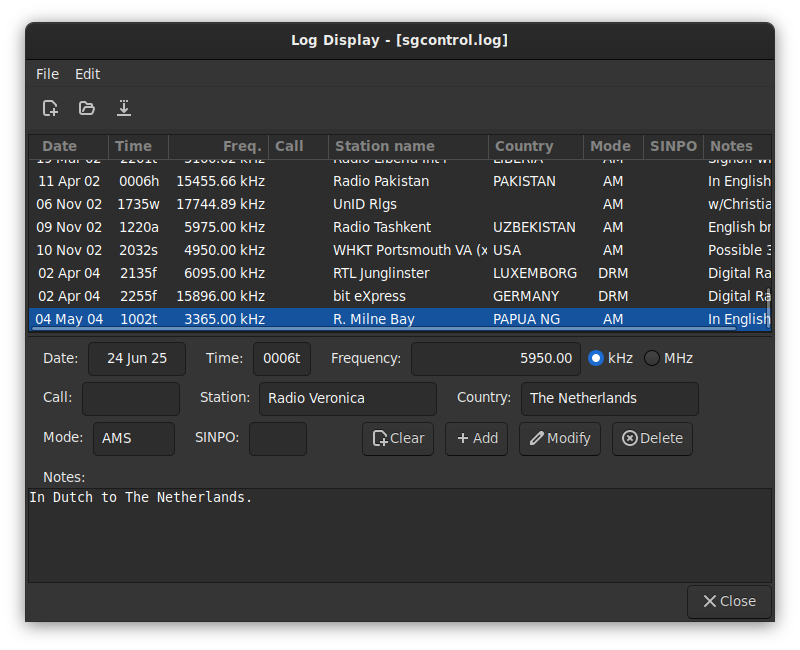 Log Display - [sgcontrol.log]
File Edit
Date Time Freq. Call Station name Country Mode SINPO Notes
11 Apr 02 0006h 15455.66 kHz Radio Pakistan PAKISTAN AM In English
06 Nov 02 1735w 17744.89 kHz UnID Rlgs AM w/Christia
09 Nov 02 1220a 5975.00 kHz Radio Tashkent UZBEKISTAN AM English br
10 Nov 02 2032s 4950.00 kHz WHKT Portsmouth VA (x USA AM Possible 3
02 Apr 04 2135f 6095.00 kHz RTL Junglinster LUXEMBORG DRM Digital Ra
02 Apr 04 2255f 15896.00 kHz bit eXpress GERMANY DRM Digital Ra
04 May 04 1002t 3365.00 kHz R. Milne Bay PAPUA NG AM In English
Date: 24 Jun 25 Time: 0006t Frequency: 5950.00 kHz MHz
Call: Station: Radio Veronica Country: The Netherlands
Mode: AMS SINPO: Clear Add Modify Delete
Notes:
In Dutch to The Netherlands.
Close